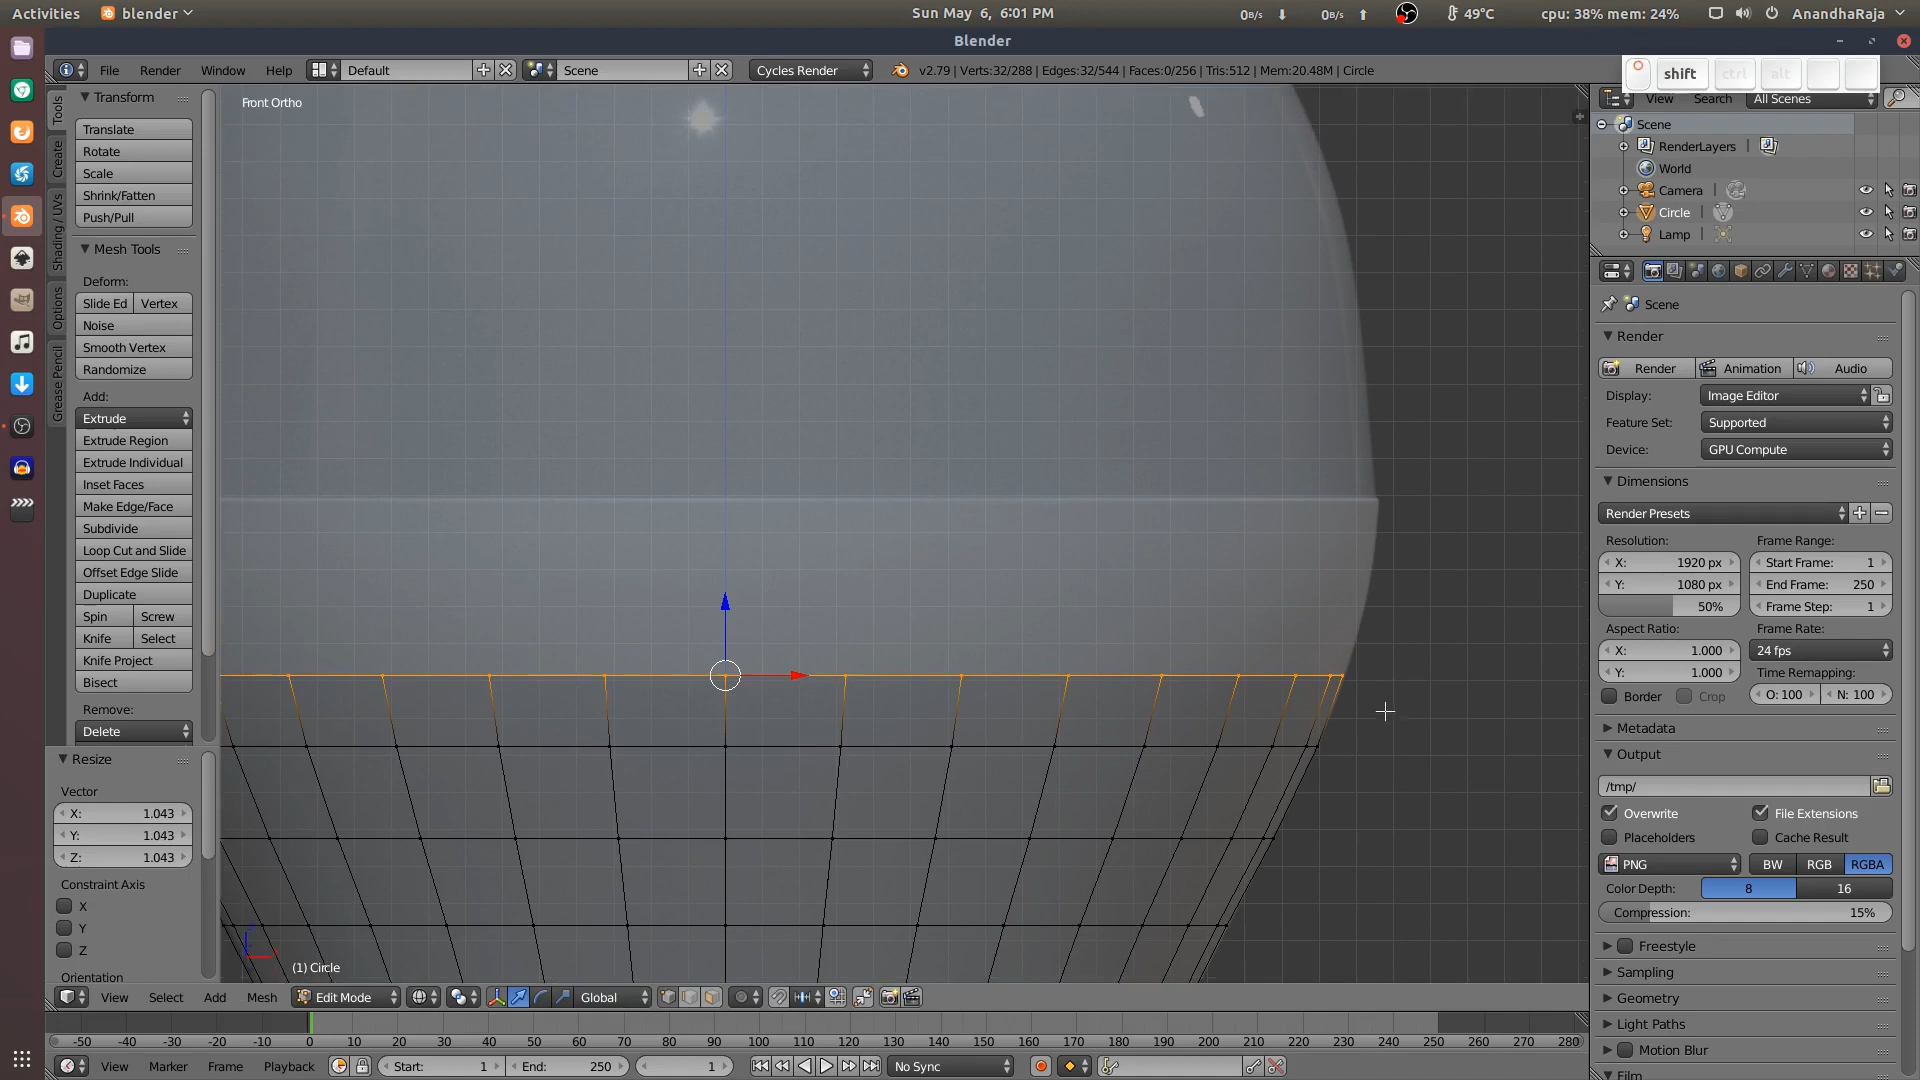 Activities blender Sun May 6, 6:01 PM 0B/s 0B/s 49°C cpu: 38% mem: 24% AnandhaRaja
Blender
File Render Window Help Default Scene Cycles Render v2.79 | Verts:32/288 | Edges:32/544 | Faces:0/256 | Tris:512 | Mem:20.48M | Circle
shift ctrl alt
View Search All Scenes
Front Ortho
Tools
Create
Shading / UVs
Options
Grease Pencil
Transform
Translate
Rotate
Scale
Shrink/Fatten
Push/Pull
Mesh Tools
Deform:
Slide Ed Vertex
Noise
Smooth Vertex
Randomize
Add:
Extrude
Extrude Region
Extrude Individual
Inset Faces
Make Edge/Face
Subdivide
Loop Cut and Slide
Offset Edge Slide
Duplicate
Spin Screw
Knife Select
Knife Project
Bisect
Remove:
Delete
Resize
Vector
X: 1.043
Y: 1.043
Z: 1.043
Constraint Axis
X
Y
Z
Orientation
(1) Circle
Scene
RenderLayers
World
Camera
Circle
Lamp
Scene
Render
Render Animation Audio
Display: Image Editor
Feature Set: Supported
Device: GPU Compute
Dimensions
Render Presets
Resolution: Frame Range:
X: 1920 px Start Frame: 1
Y: 1080 px End Frame: 250
50% Frame Step: 1
Aspect Ratio: Frame Rate:
X: 1.000 24 fps
Y: 1.000 Time Remapping:
Border Crop O: 100 N: 100
Metadata
Output
/tmp/
Overwrite File Extensions
Placeholders Cache Result
PNG BW RGB RGBA
Color Depth: 8 16
Compression: 15%
Freestyle
Sampling
Geometry
Light Paths
Motion Blur
Film
View Select Add Mesh Edit Mode Global
-50 -40 -30 -20 -10 0 10 20 30 40 50 60 70 80 90 100 110 120 130 140 150 160 170 180 190 200 210 220 230 240 250 260 270 280
View Marker Frame Playback Start: 1 End: 250 1 No Sync